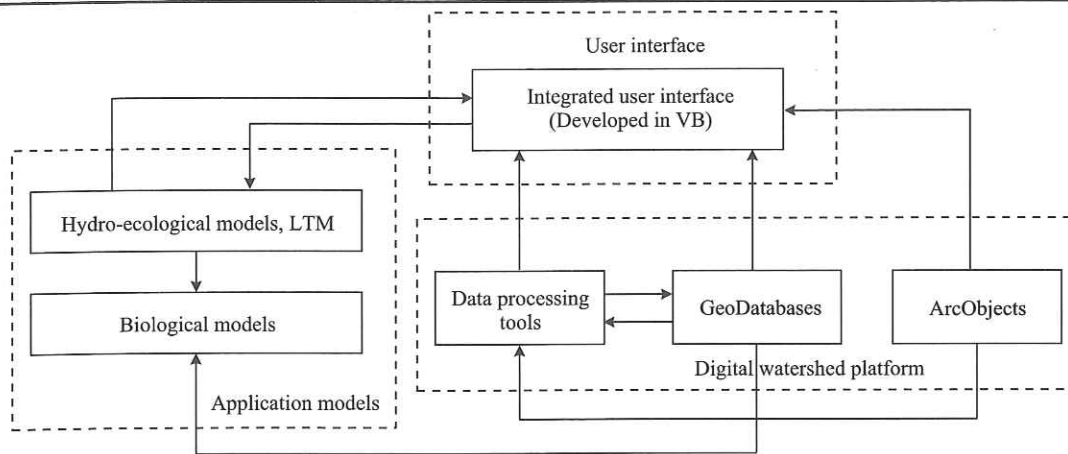 User interface
Integrated user interface
(Developed in VB)
Hydro-ecological models, LTM
Biological models
Application models
Data processing
tools
GeoDatabases
ArcObjects
Digital watershed platform